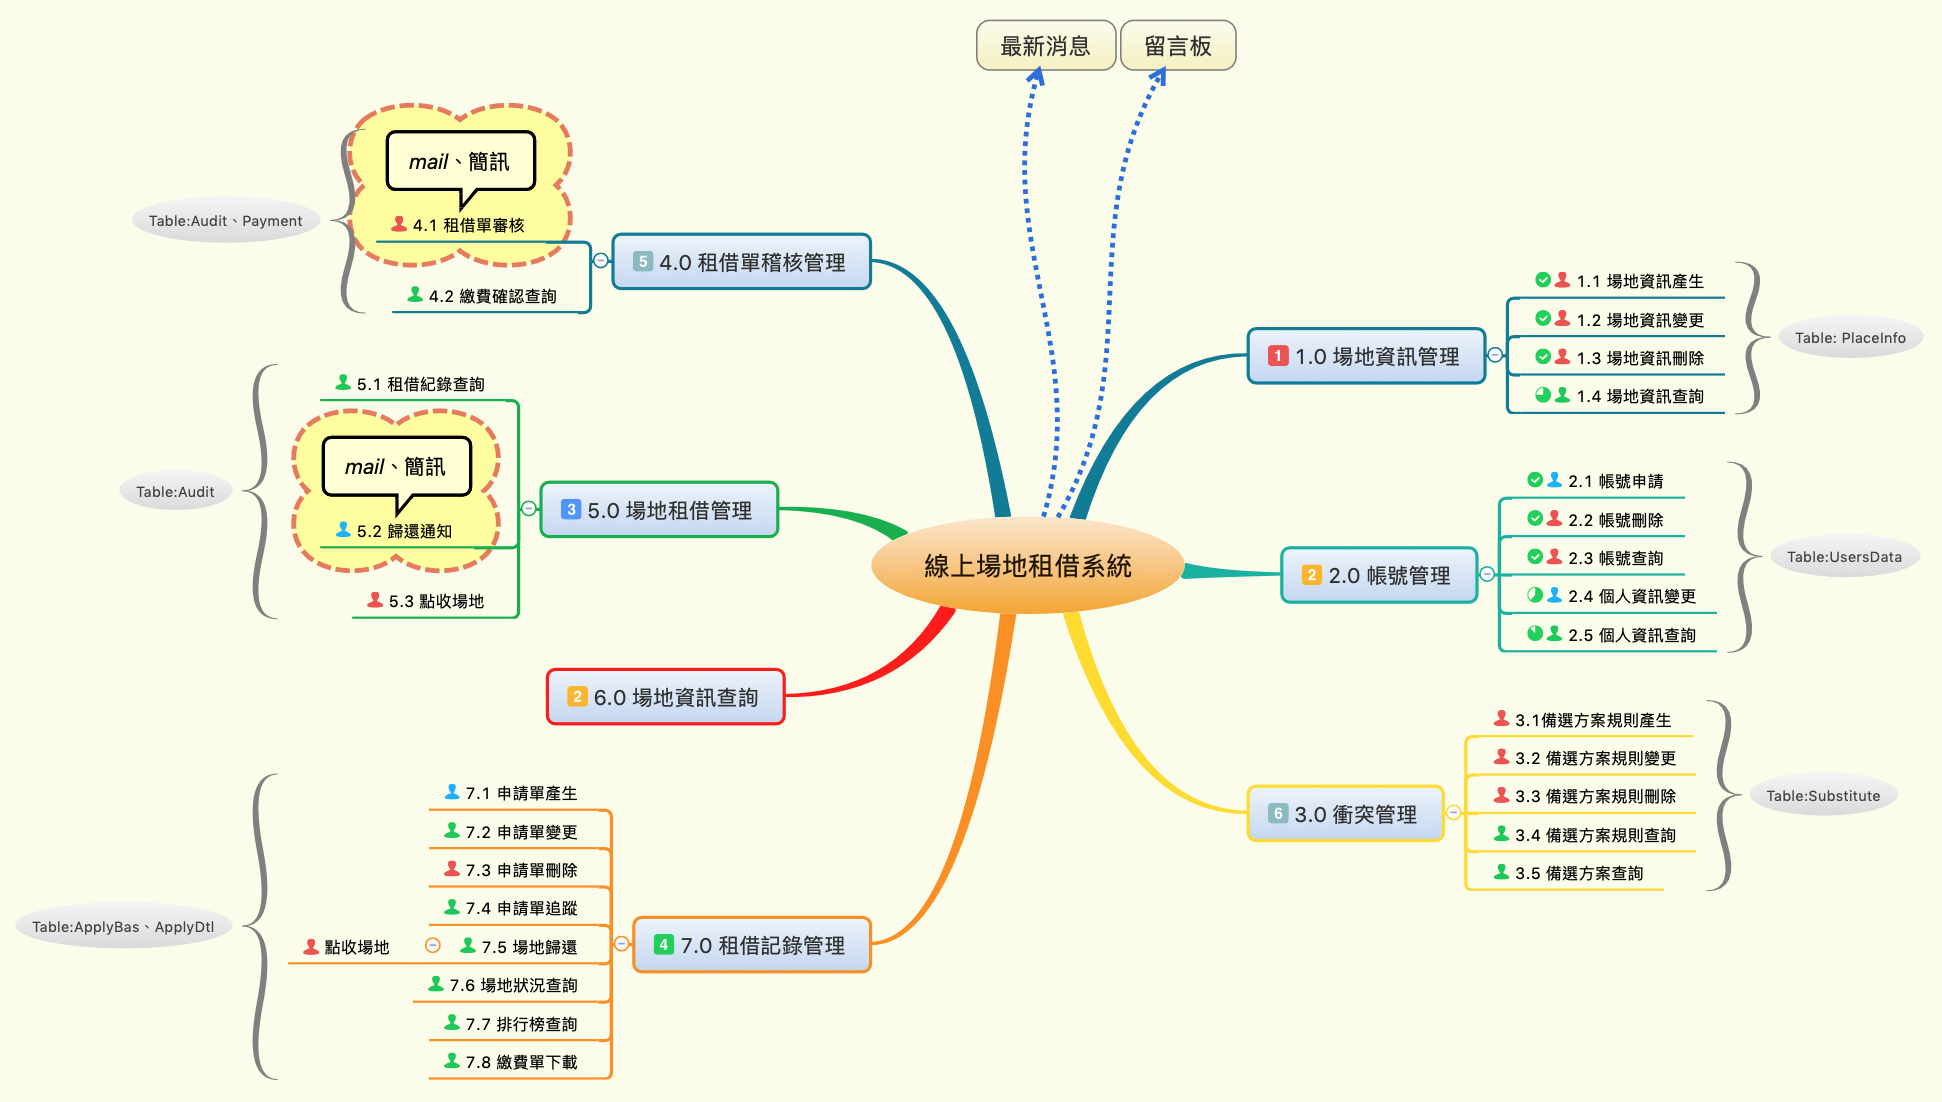 最新消息
留言板
線上場地租借系統
1
1.0 場地資訊管理
1.1 場地資訊產生
1.2 場地資訊變更
1.3 場地資訊刪除
1.4 場地資訊查詢
Table: PlaceInfo
2
2.0 帳號管理
2.1 帳號申請
2.2 帳號刪除
2.3 帳號查詢
2.4 個人資訊變更
2.5 個人資訊查詢
Table:UsersData
6
3.0 衝突管理
3.1備選方案規則產生
3.2 備選方案規則變更
3.3 備選方案規則刪除
3.4 備選方案規則查詢
3.5 備選方案查詢
Table:Substitute
5
4.0 租借單稽核管理
mail、簡訊
4.1 租借單審核
4.2 繳費確認查詢
Table:Audit、Payment
3
5.0 場地租借管理
5.1 租借紀錄查詢
mail、簡訊
5.2 歸還通知
5.3 點收場地
Table:Audit
2
6.0 場地資訊查詢
4
7.0 租借記錄管理
7.1 申請單產生
7.2 申請單變更
7.3 申請單刪除
7.4 申請單追蹤
7.5 場地歸還
點收場地
7.6 場地狀況查詢
7.7 排行榜查詢
7.8 繳費單下載
Table:ApplyBas、ApplyDtl